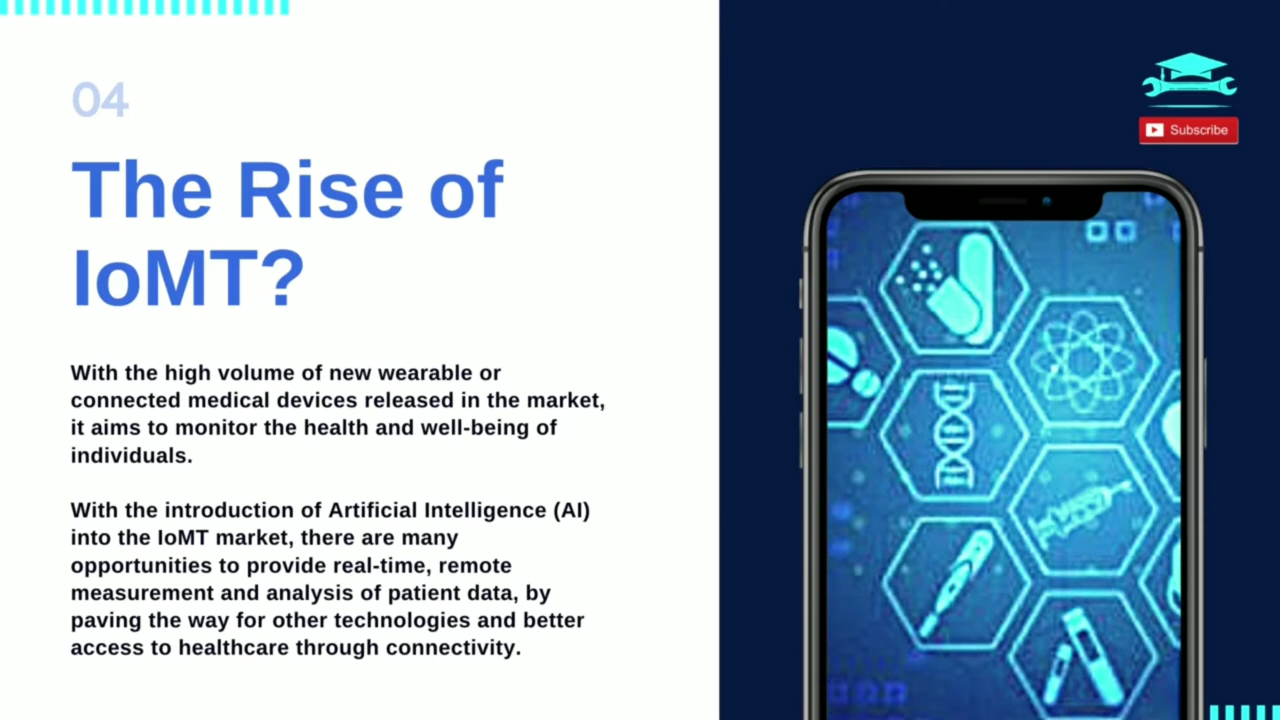 04
The Rise of
IoMT?
With the high volume of new wearable or
connected medical devices released in the market,
it aims to monitor the health and well-being of
individuals.
With the introduction of Artificial Intelligence (AI)
into the IoMT market, there are many
opportunities to provide real-time, remote
measurement and analysis of patient data, by
paving the way for other technologies and better
access to healthcare through connectivity.
Subscribe